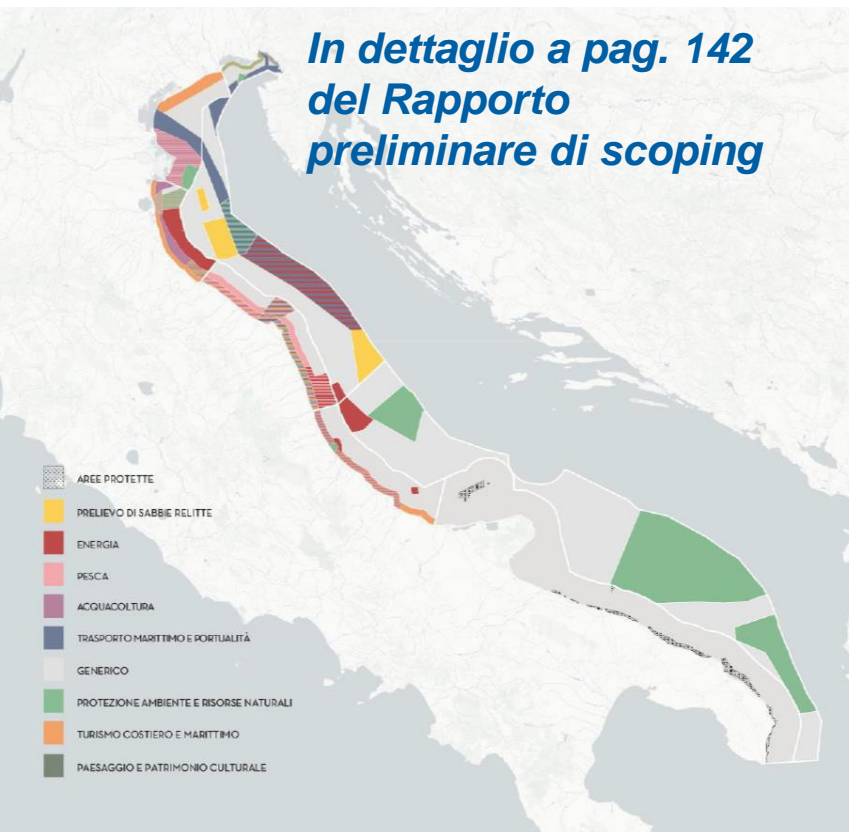 In dettaglio a pag. 142
del Rapporto
preliminare di scoping
AREE PROTETTE
PRELIEVO DI SABBIE RELITTE
ENERGIA
PESCA
ACQUACOLTURA
TRASPORTO MARITTIMO E PORTUALITÀ
GENERICO
PROTEZIONE AMBIENTE E RISORSE NATURALI
TURISMO COSTIERO E MARITTIMO
PAESAGGIO E PATRIMONIO CULTURALE